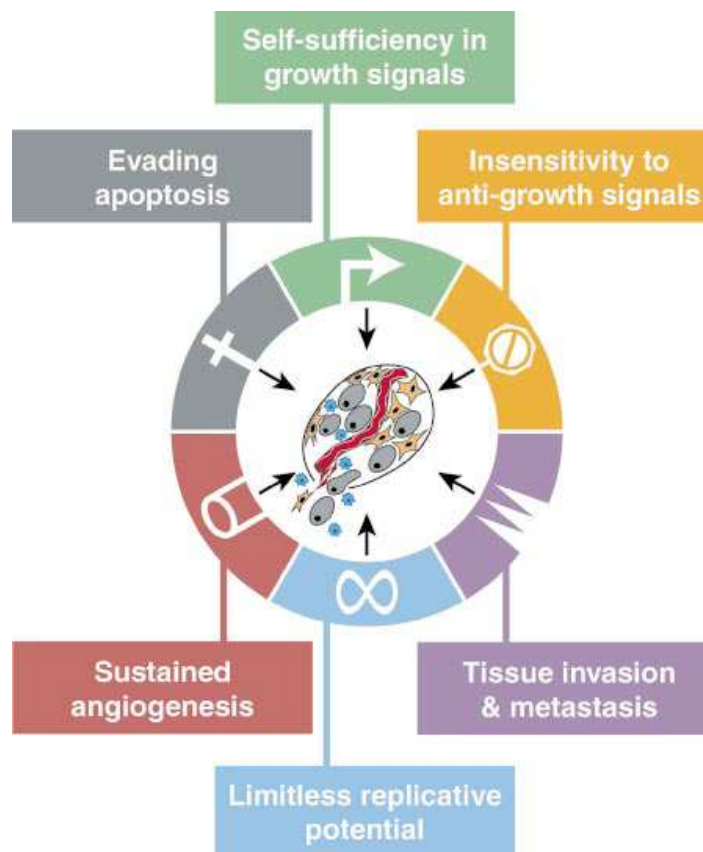 Self-sufficiency in
growth signals
Evading
apoptosis
Insensitivity to
anti-growth signals
Sustained
angiogenesis
Tissue invasion
& metastasis
Limitless replicative
potential